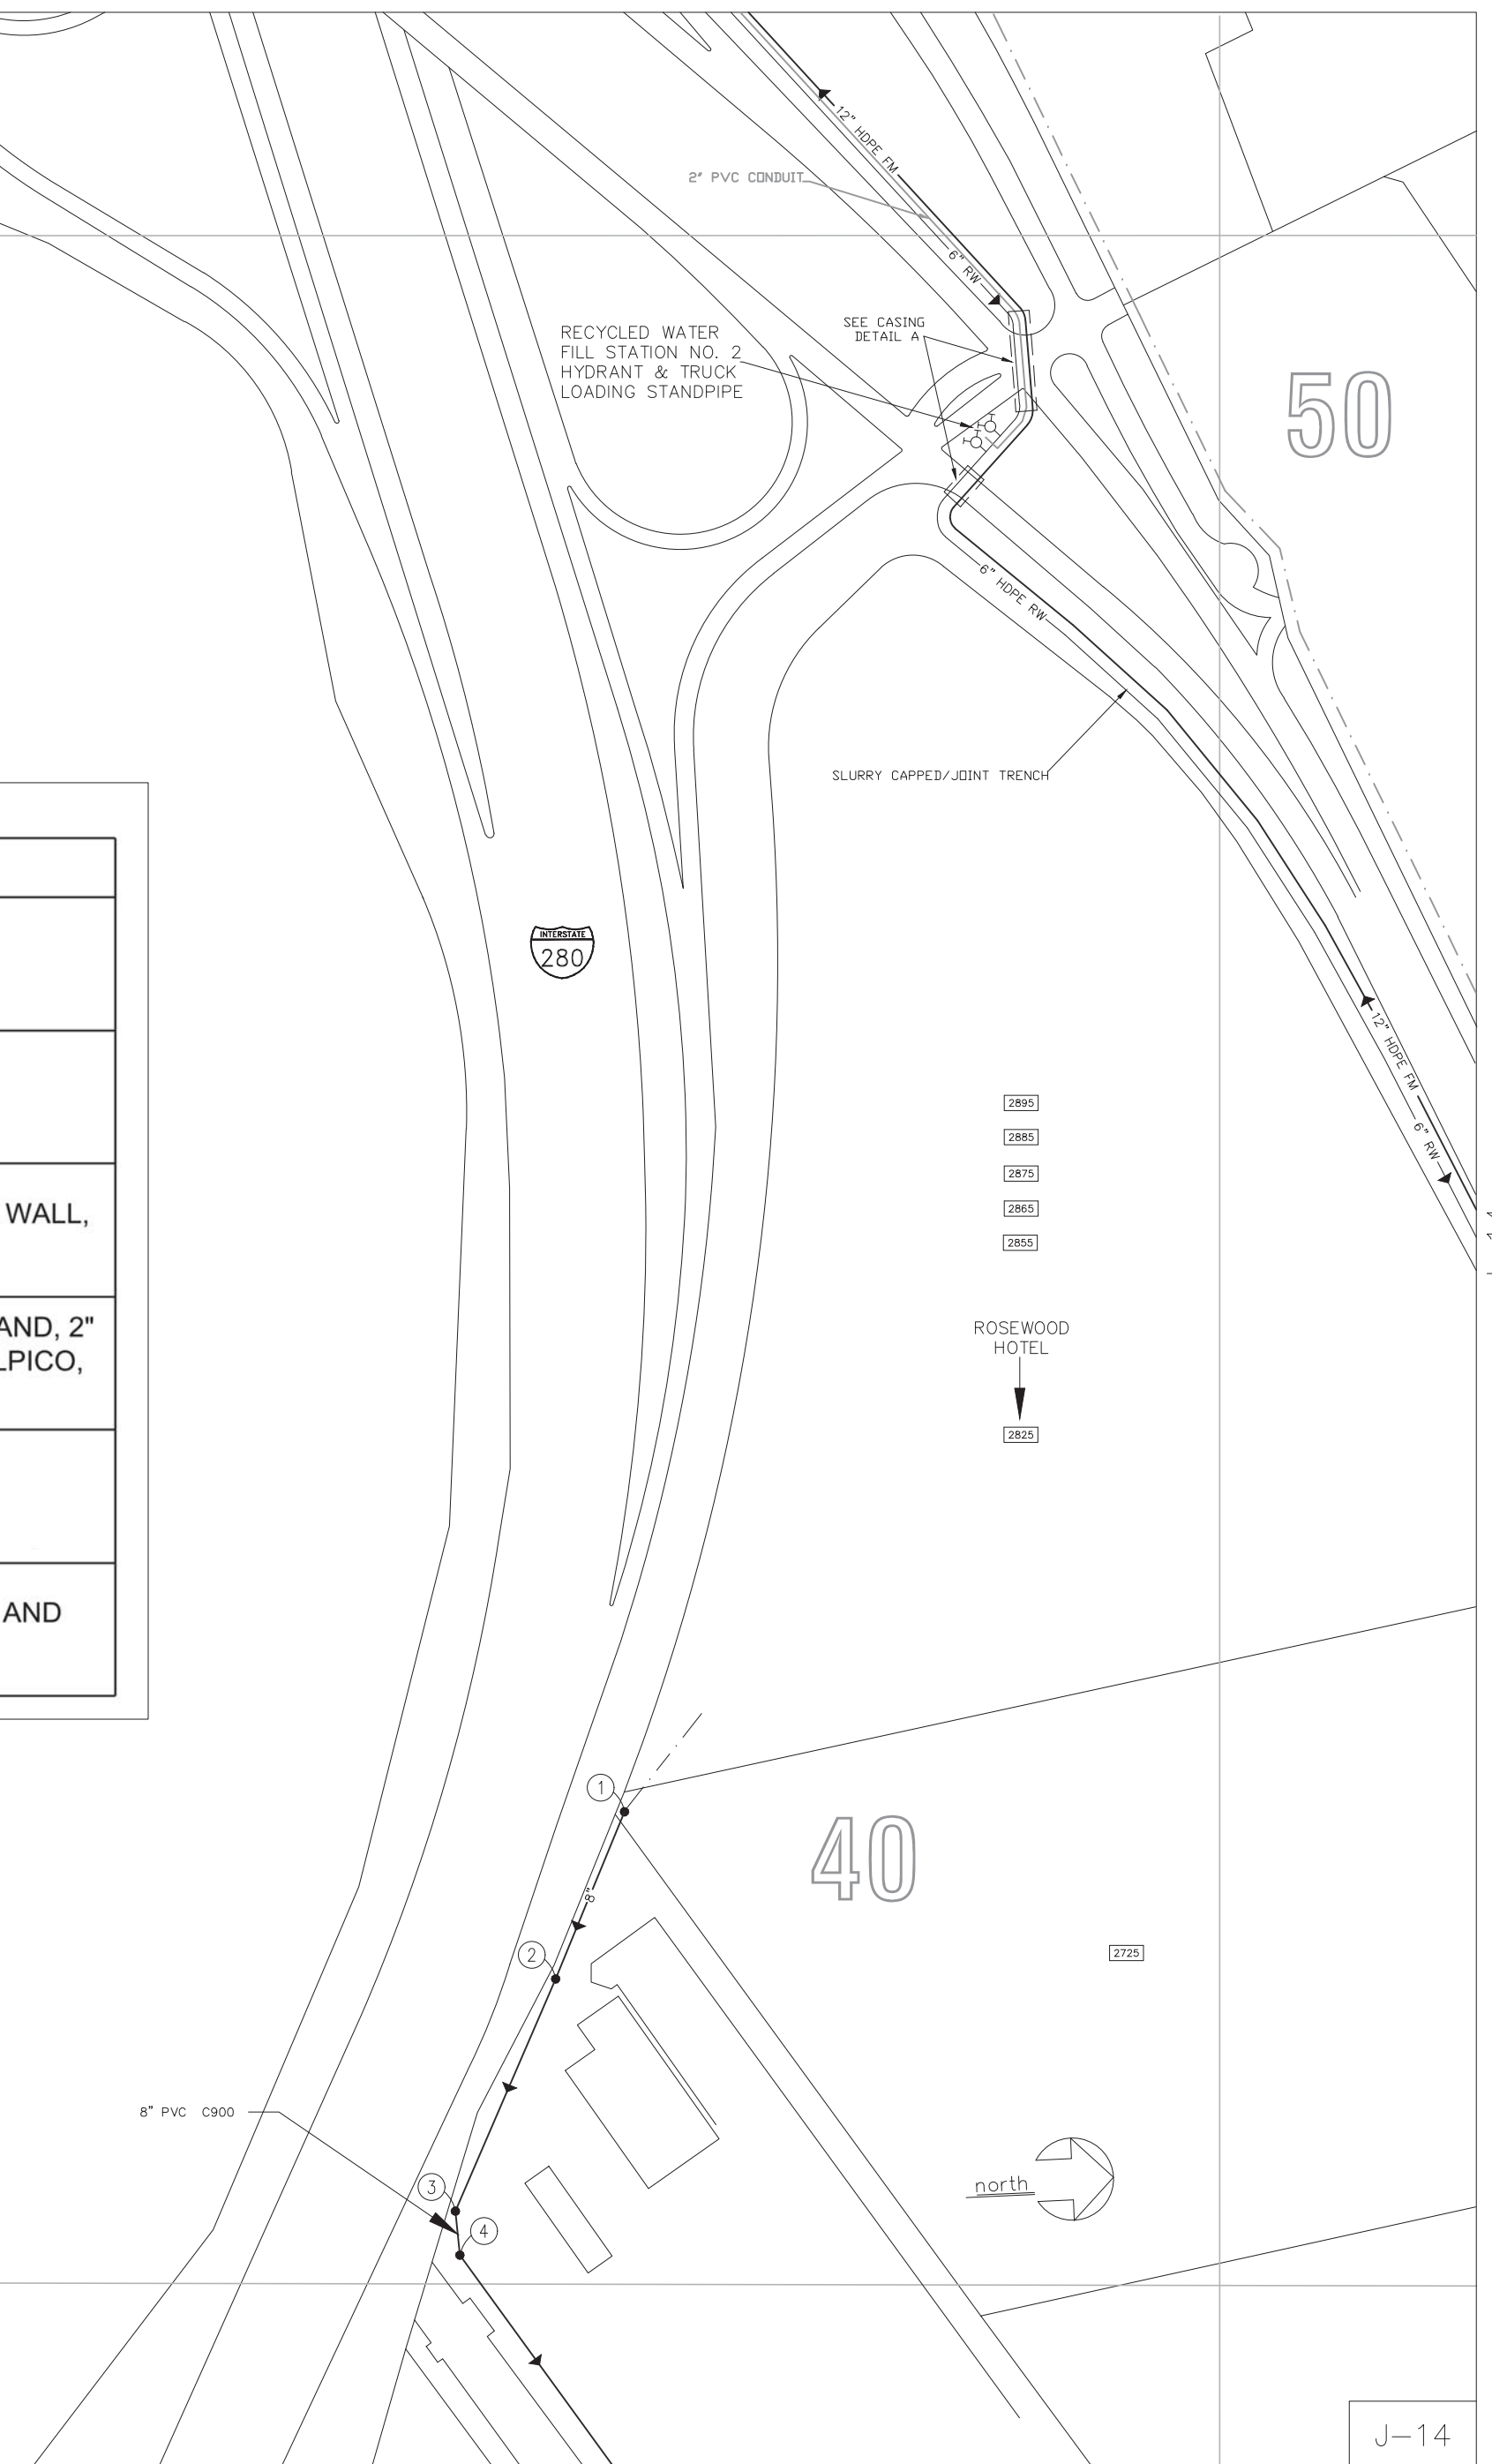 12" HDPE FM
2" PVC CONDUIT
6" RW
SEE CASING
DETAIL A
RECYCLED WATER
FILL STATION NO. 2
HYDRANT & TRUCK
LOADING STANDPIPE
50
6" HDPE RW
SLURRY CAPPED/JOINT TRENCH
INTERSTATE
280
12" HDPE FM
6" RW
2895
2885
2875
2865
2855
WALL,
AND, 2"
LPICO,
AND
ROSEWOOD
HOTEL
2825
1
40
8"
2
2725
8" PVC C900
3
4
north
J-14